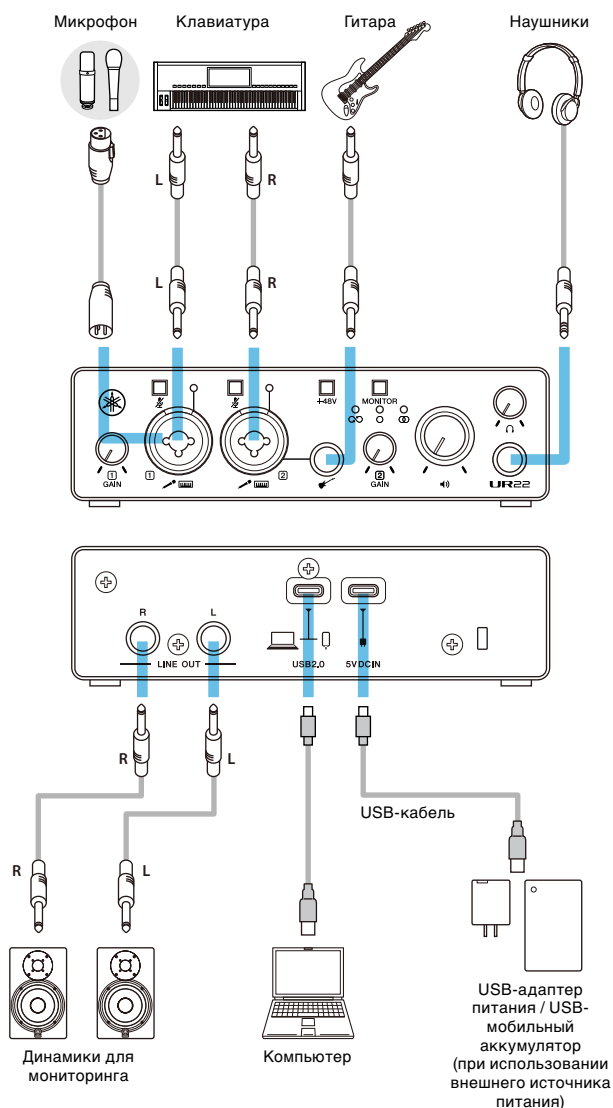 Микрофон Клавиатура Гитара Наушники
L R
L R
+48V MONITOR
1 GAIN 1 2 2 GAIN UR22
R L
LINE OUT USB2.0 5V DC IN
R L
USB-кабель
R L
Динамики для
мониторинга
Компьютер
USB-адаптер
питания / USB-
мобильный
аккумулятор
(при использовании
внешнего источника
питания)